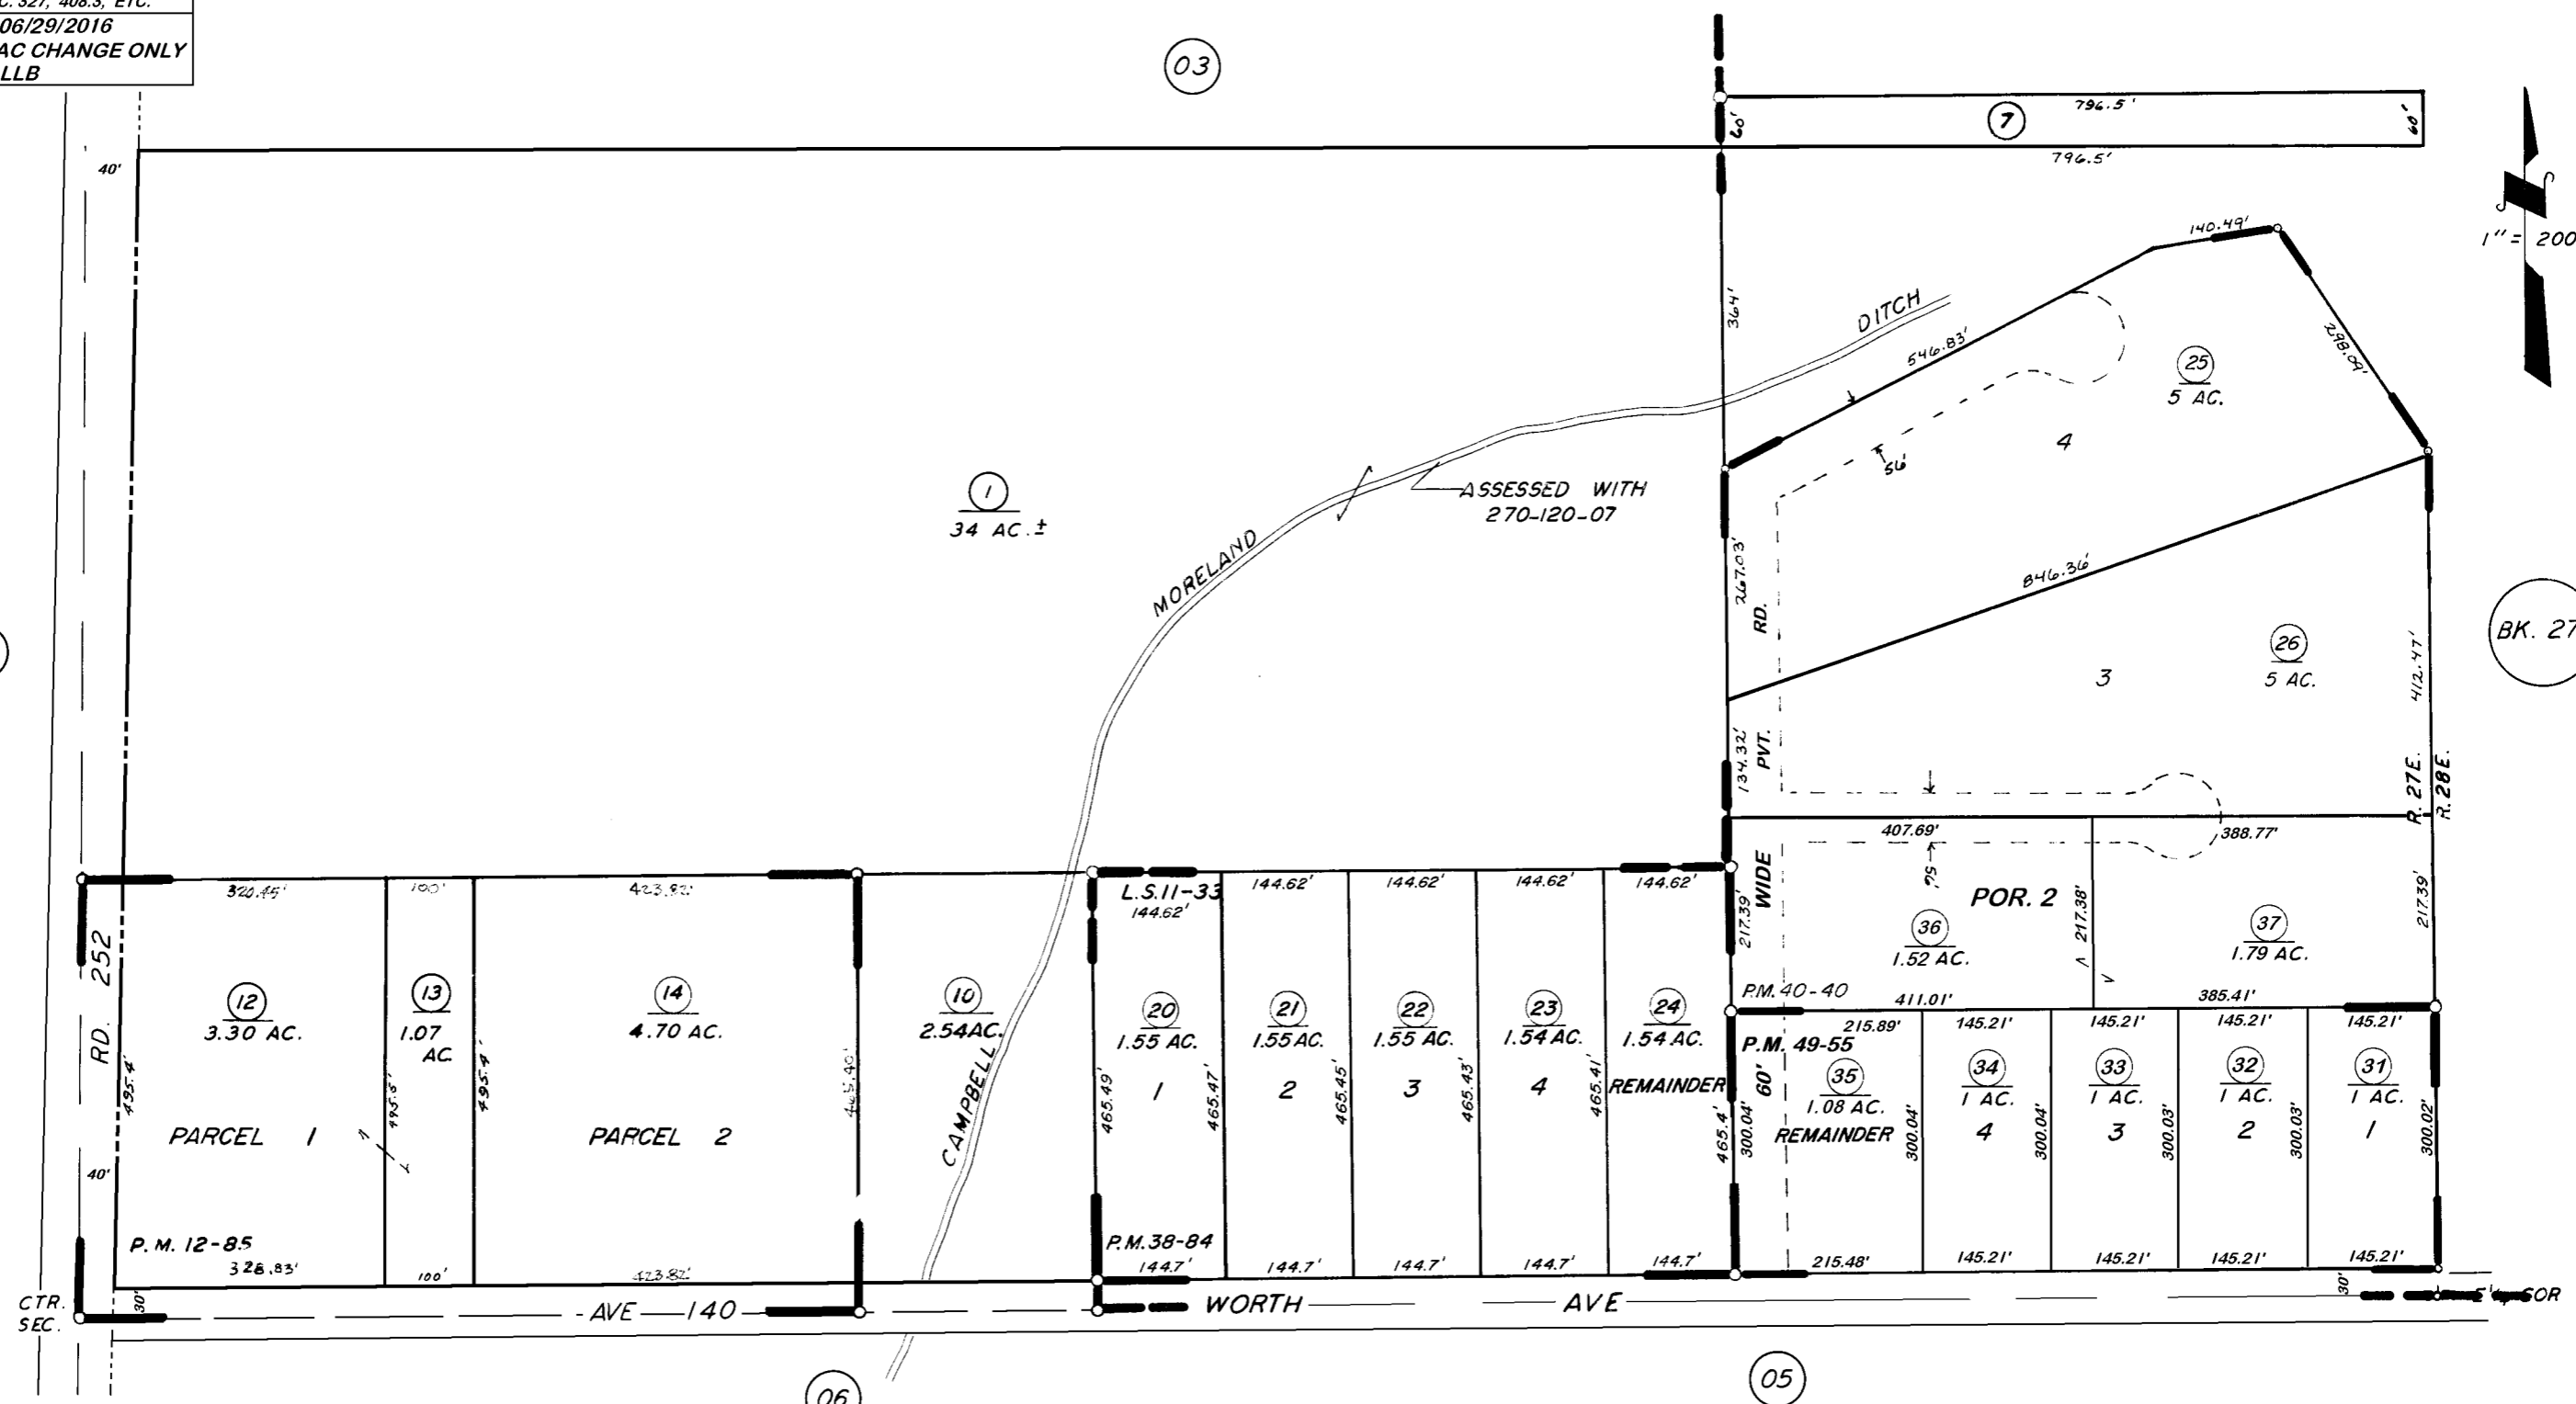 C. 327, 408.3, ETC.
06/29/2016
AC CHANGE ONLY
LLB
03
796.5'
7
60'
60'
796.5'
40'
1" = 200
140.49'
364'
DITCH
546.83'
298.09'
25
5 AC.
4
56'
1
34 AC.±
ASSESSED WITH
270-120-07
MORELAND
267.03'
RD.
846.36'
BK. 27
26
5 AC.
3
412.47'
134.32'
PVT.
R. 27E.
R. 28E.
407.69'
388.77'
56'
WIDE
217.39'
POR. 2
217.38'
217.39'
36
1.52 AC.
37
1.79 AC.
P.M. 40-40
411.01'
385.41'
100'
423.82'
L.S. 11-33
144.62'
144.62'
144.62'
144.62'
144.62'
RD. 252
12
3.30 AC.
13
1.07
AC
14
4.70 AC.
10
2.54AC.
20
1.55 AC.
21
1.55 AC.
22
1.55 AC.
23
1.54 AC.
24
1.54 AC.
495.4'
495.5'
495.4'
465.49'
465.47'
465.45'
465.43'
465.41'
465.4'
PARCEL 1
PARCEL 2
CAMPBELL
1
2
3
4
REMAINDER
215.89'
145.21'
145.21'
145.21'
145.21'
P.M. 49-55
60'
35
1.08 AC.
34
1 AC.
33
1 AC.
32
1 AC.
31
1 AC.
300.04'
300.04'
300.04'
300.03'
300.03'
300.02'
REMAINDER
4
3
2
1
40'
P. M. 12-85
328.83'
100'
423.82'
P.M. 38-84
144.7'
144.7'
144.7'
144.7'
144.7'
215.48'
145.21'
145.21'
145.21'
145.21'
CTR.
SEC.
30'
AVE 140
WORTH AVE
30'
06
05